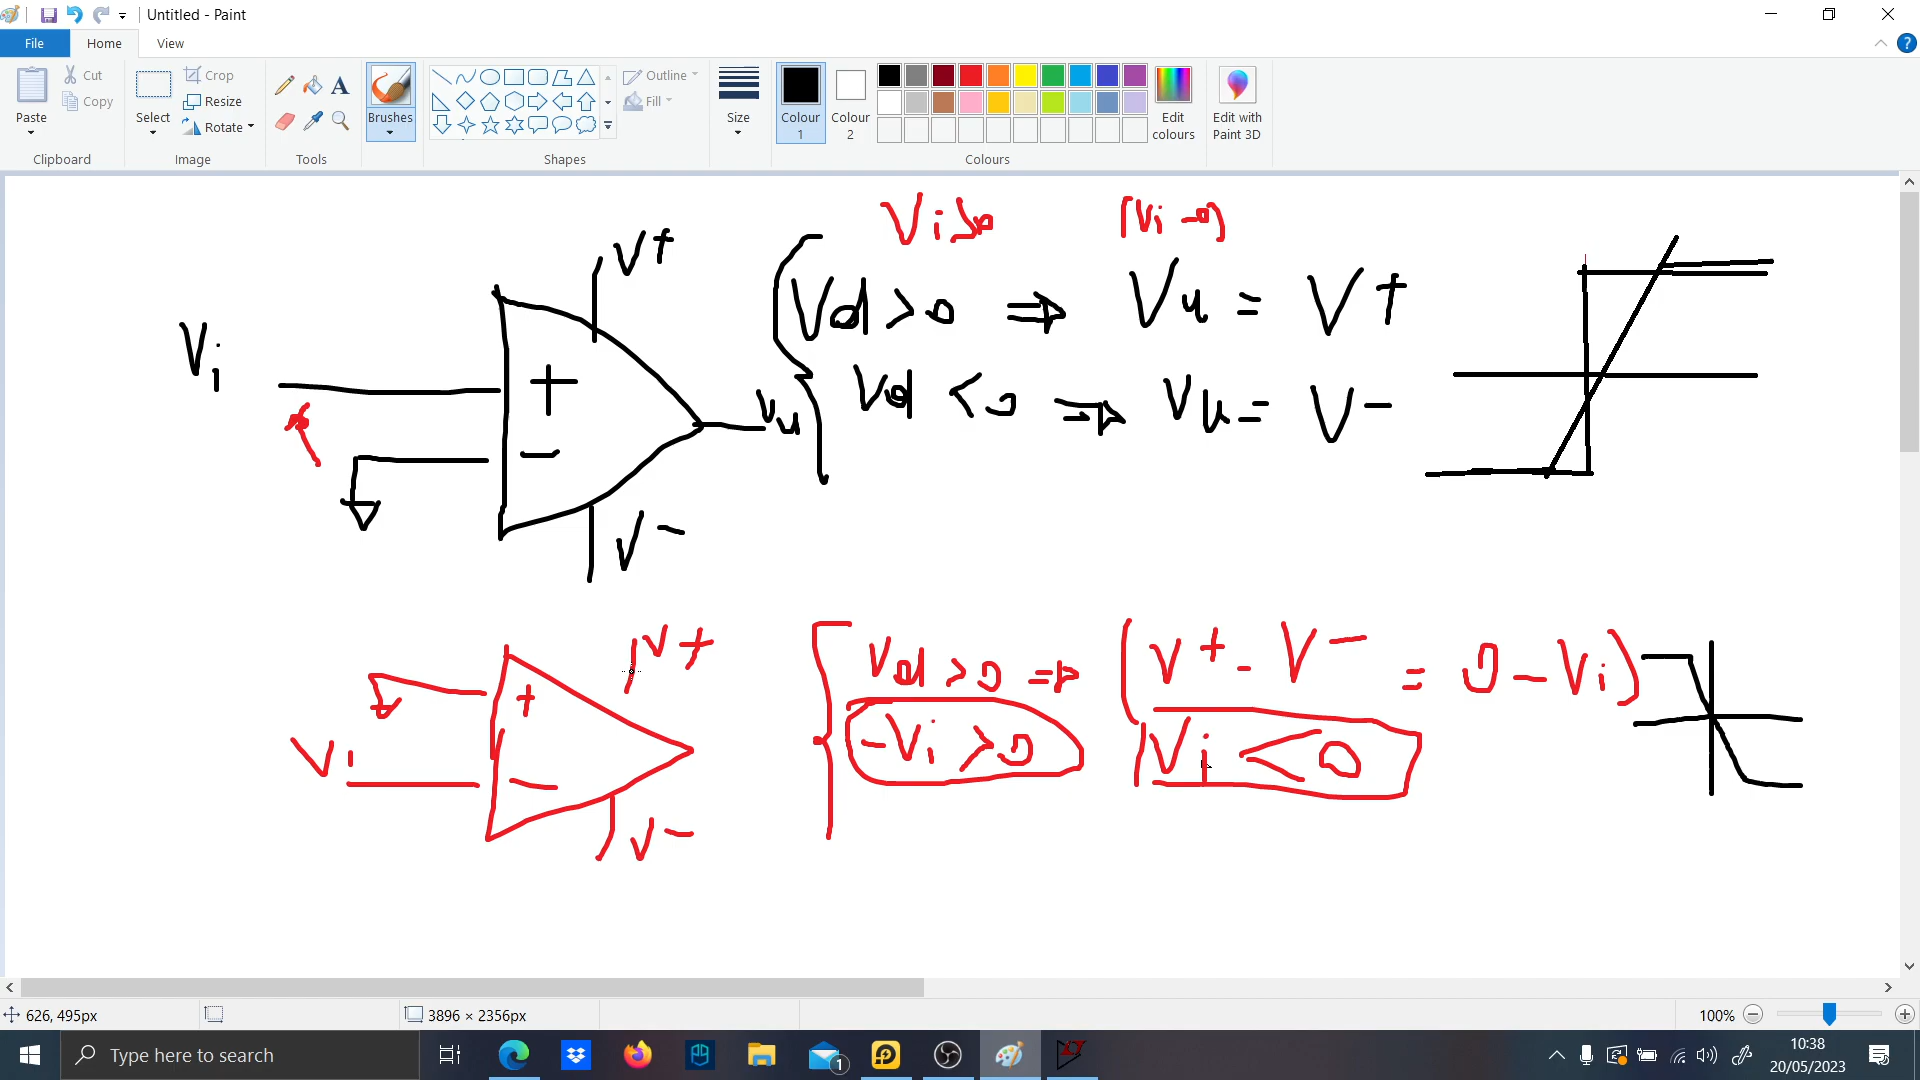 Untitled - Paint
File Home View
Paste
Cut
Copy
Clipboard
Select
Crop
Resize
Rotate
Image
Tools
Brushes
Shapes
Outline
Fill
Size
Colour 1
Colour 2
Edit colours
Edit with Paint 3D
Colours
Vi>0 (Vi-0)
V+
Vi
Vd>0 ⇒ Vu = V+
Vd<0 ⇒ Vu = V-
+
-
Vu
V-
V+
Vd>0 ⇒ (V+ - V- = 0-Vi)
+
Vi
-Vi>0 Vi<0
-
V-
626, 495px
3896 × 2356px
100%
Type here to search
1
10:38
20/05/2023